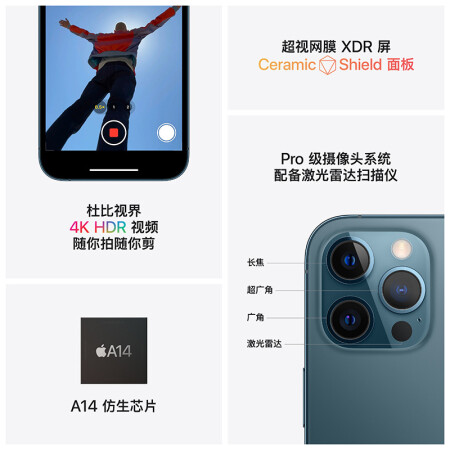 0,5× 1 2
杜比视界
4K HDR 视频
随你拍随你剪
A14
A14 仿生芯片
超视网膜 XDR 屏
Ceramic Shield 面板
Pro 级摄像头系统
配备激光雷达扫描仪
长焦
超广角
广角
激光雷达